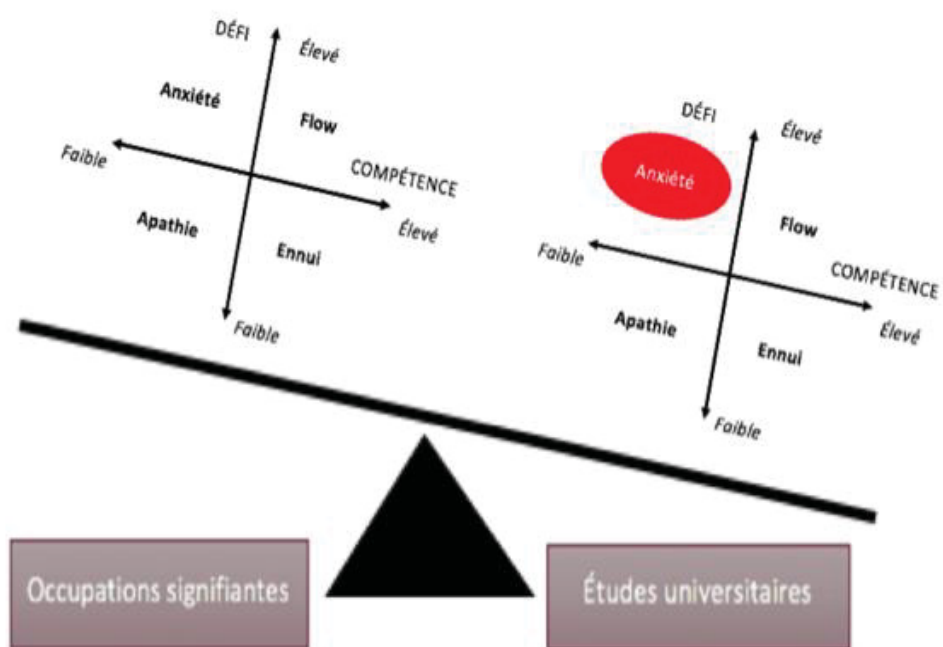 DÉFI
Élevé
Anxiété
Flow
Faible
COMPÉTENCE
Élevé
Apathie
Ennui
Faible
DÉFI
Élevé
Anxiété
Flow
Faible
COMPÉTENCE
Élevé
Apathie
Ennui
Faible
Occupations signifiantes
Études universitaires